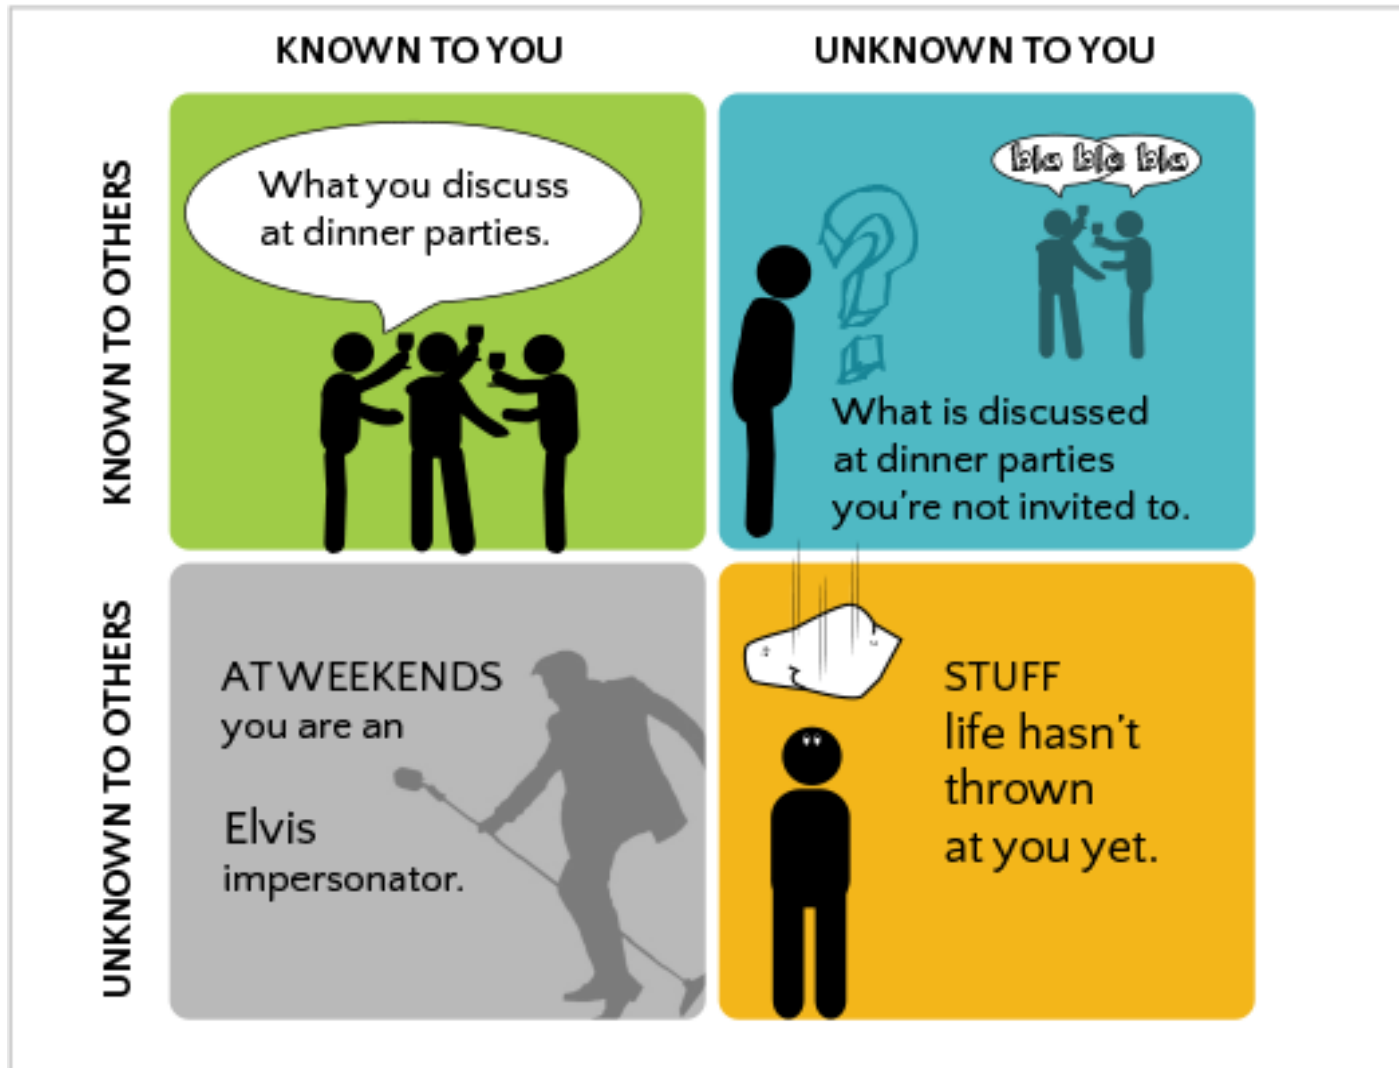 KNOWN TO YOU
UNKNOWN TO YOU
KNOWN TO OTHERS
What you discuss
at dinner parties.
bla bla bla
What is discussed
at dinner parties
you're not invited to.
UNKNOWN TO OTHERS
AT WEEKENDS
you are an
Elvis
impersonator.
STUFF
life hasn't
thrown
at you yet.